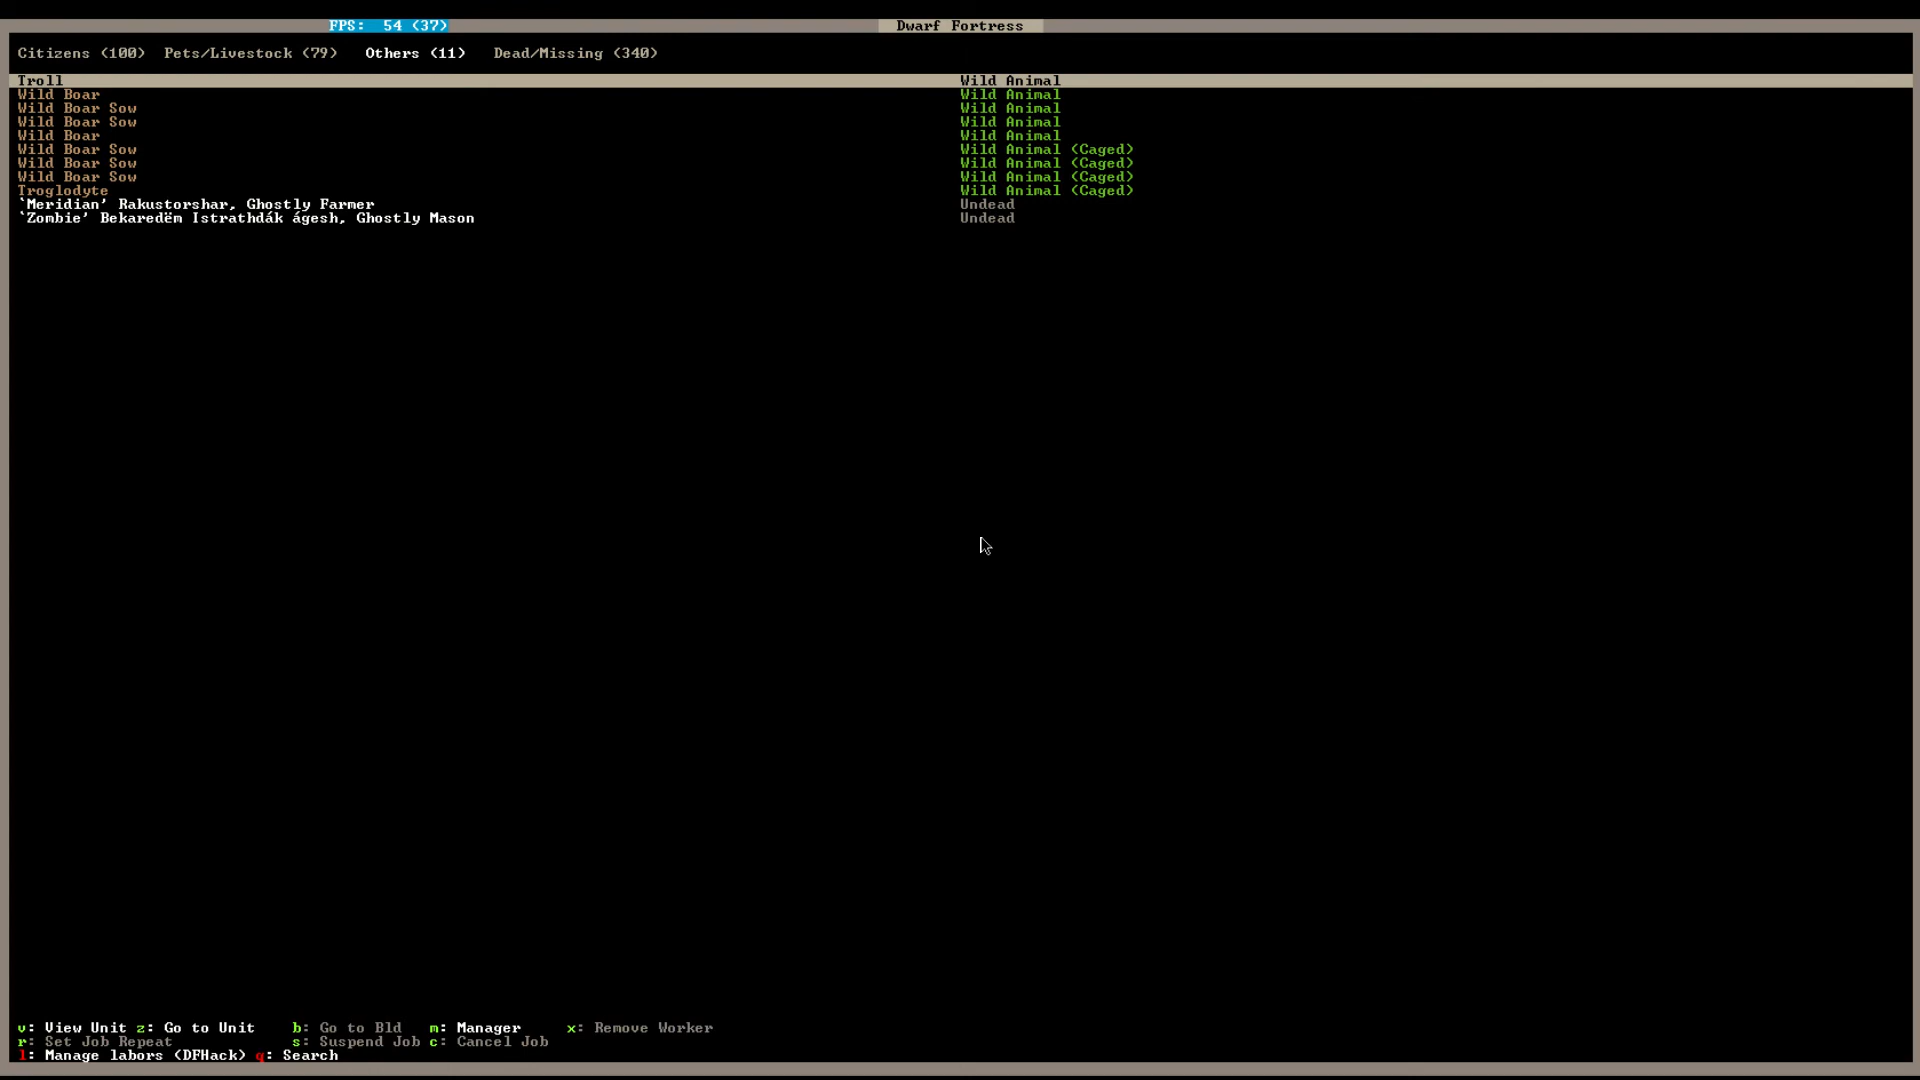 FPS: 54 (37) Dwarf Fortress
Citizens (100) Pets/Livestock (79) Others (11) Dead/Missing (340)
Troll Wild Animal
Wild Boar Wild Animal
Wild Boar Sow Wild Animal
Wild Boar Sow Wild Animal
Wild Boar Wild Animal
Wild Boar Sow Wild Animal (Caged)
Wild Boar Sow Wild Animal (Caged)
Wild Boar Sow Wild Animal (Caged)
Troglodyte Wild Animal (Caged)
`Meridian' Rakustorshar, Ghostly Farmer Undead
`Zombie' Bekaredëm Istrathdák ágesh, Ghostly Mason Undead
v: View Unit z: Go to Unit b: Go to Bld m: Manager x: Remove Worker
r: Set Job Repeat s: Suspend Job c: Cancel Job
l: Manage labors (DFHack) q: Search